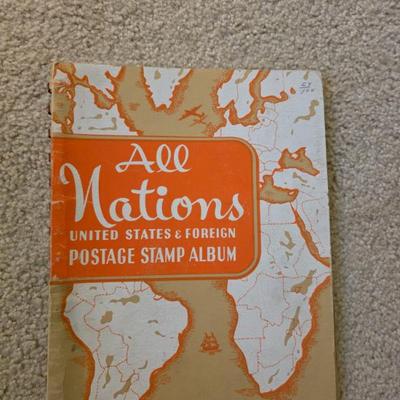 All
Nations
UNITED STATES & FOREIGN
POSTAGE STAMP ALBUM